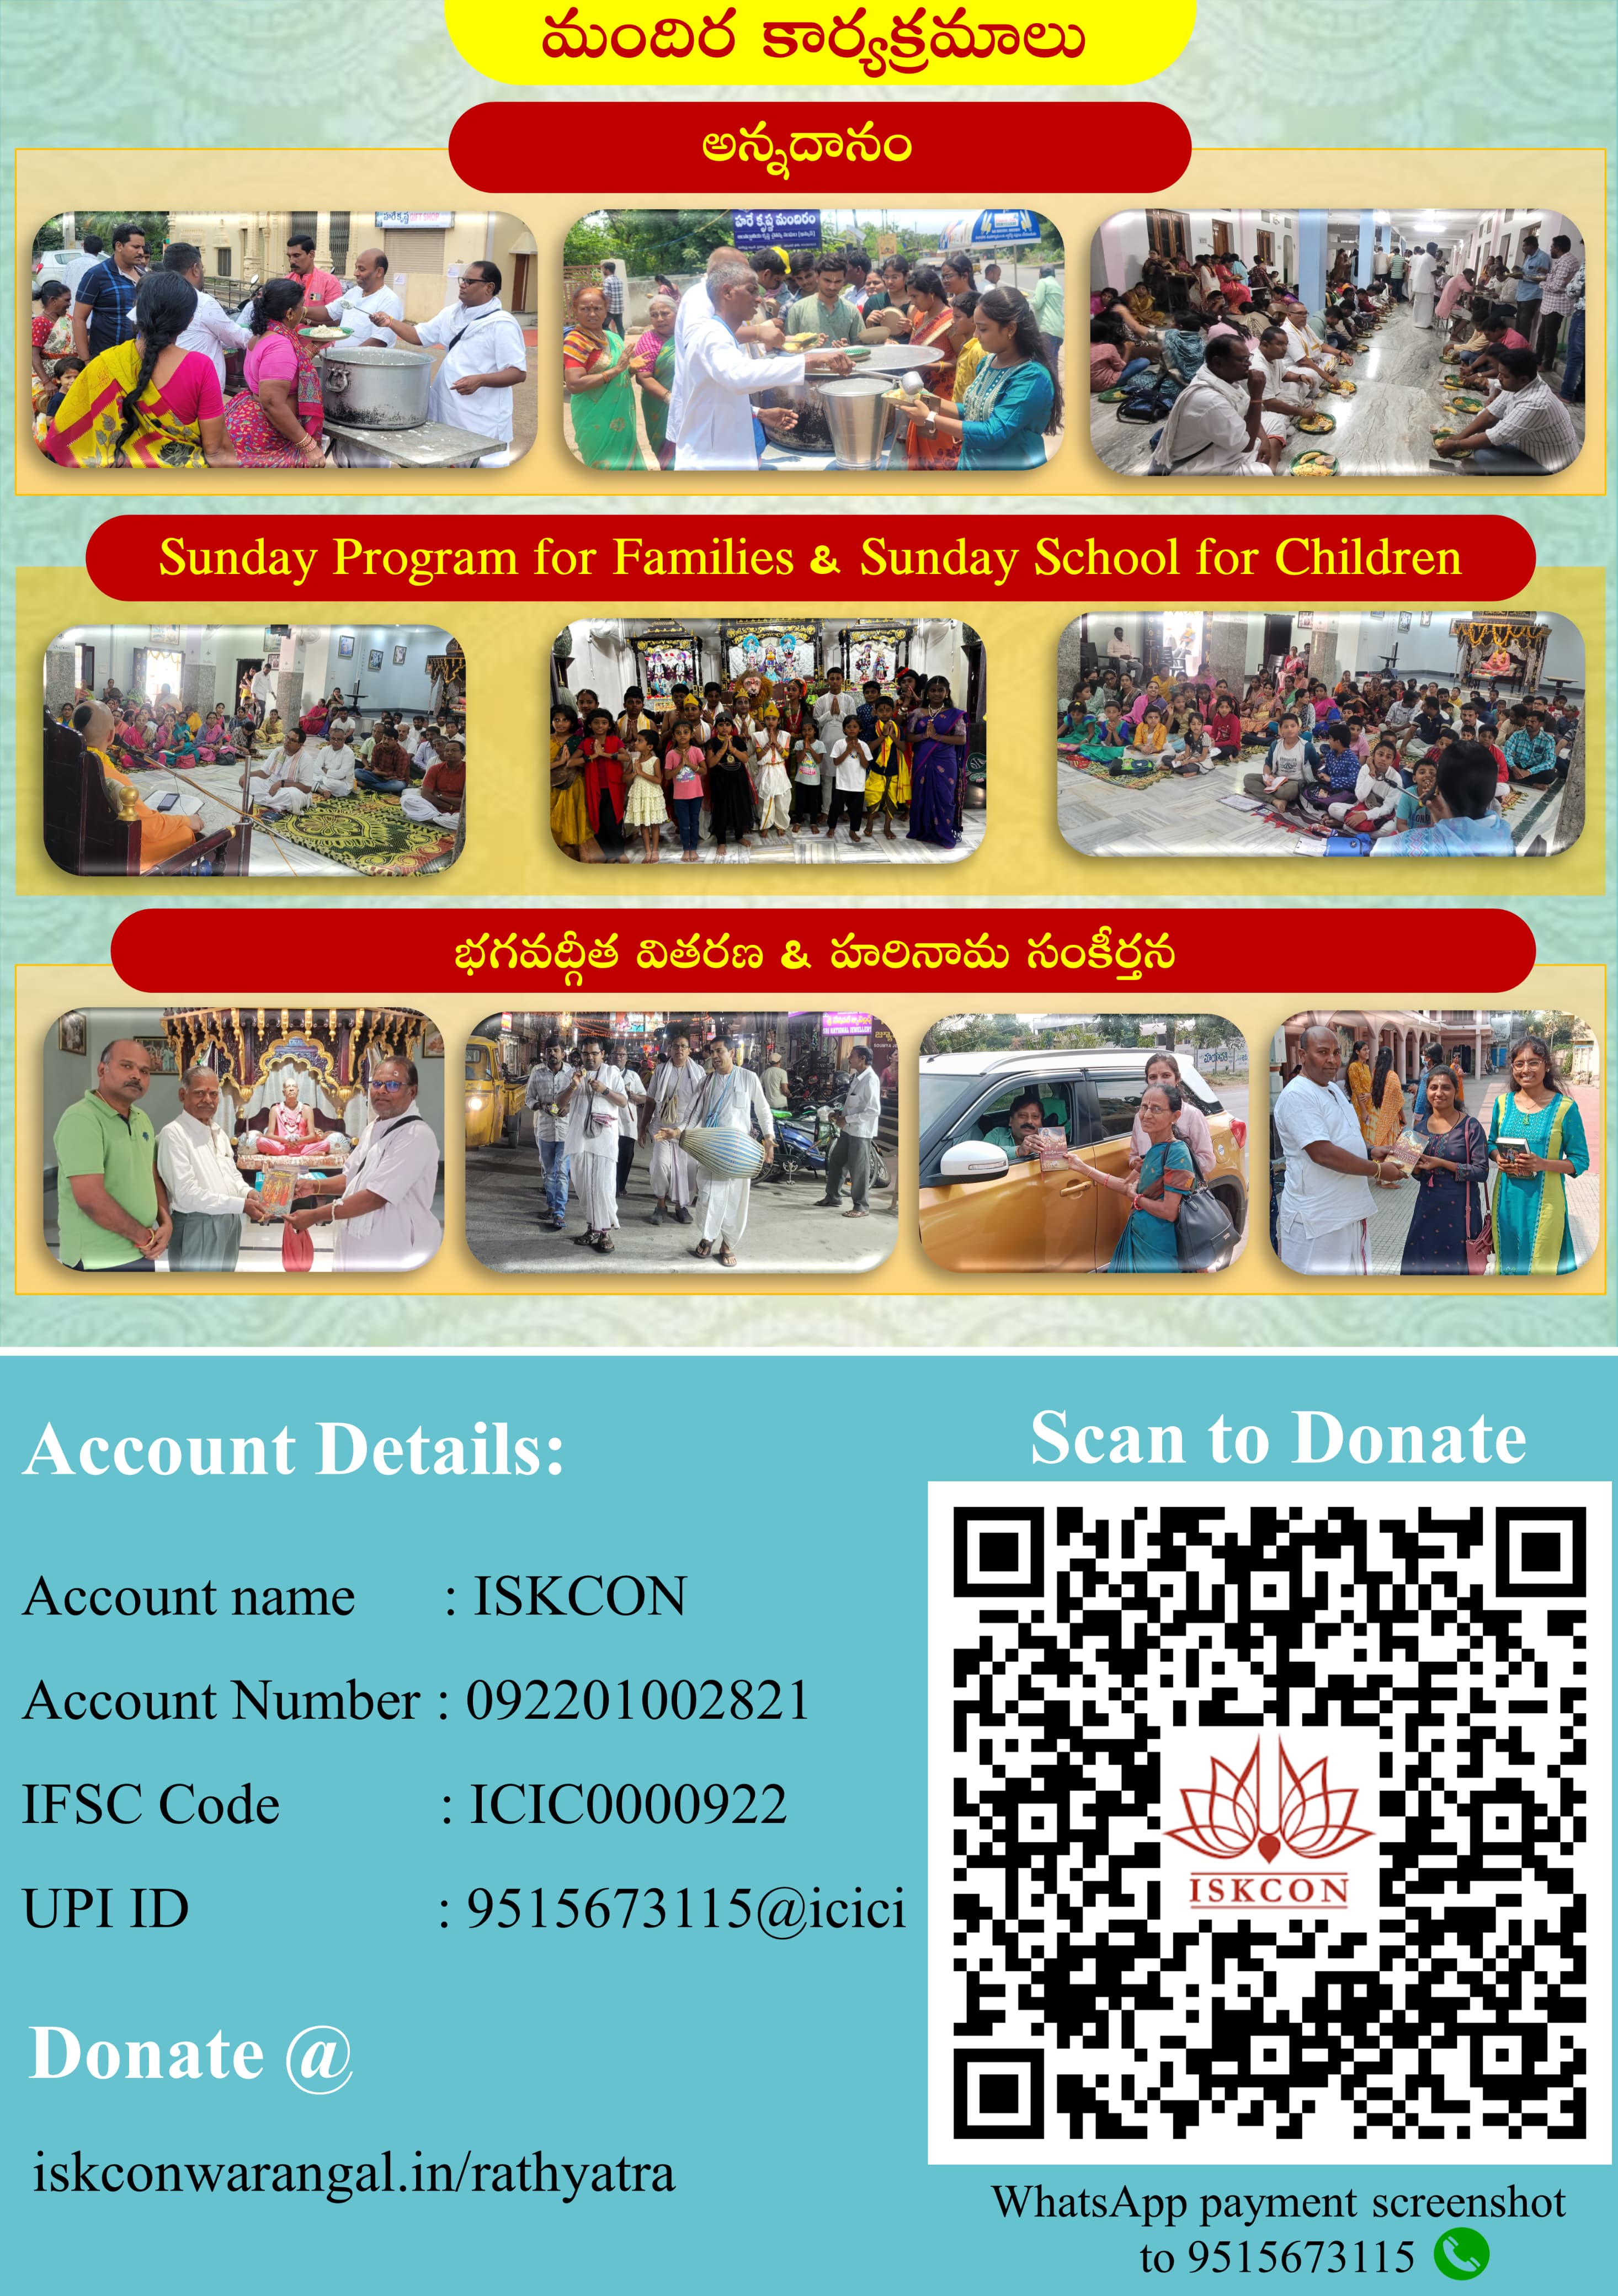 మందిర కార్యక్రమాలు
అన్నదానం
హరే కృష్ణ మందిరం
Sunday Program for Families & Sunday School for Children
భగవద్గీత వితరణ & హరినామ సంకీర్తన
Account Details:
Account name : ISKCON
Account Number : 092201002821
IFSC Code : ICIC0000922
UPI ID : 9515673115@icici
Donate @
iskconwarangal.in/rathyatra
Scan to Donate
ISKCON
WhatsApp payment screenshot
to 9515673115